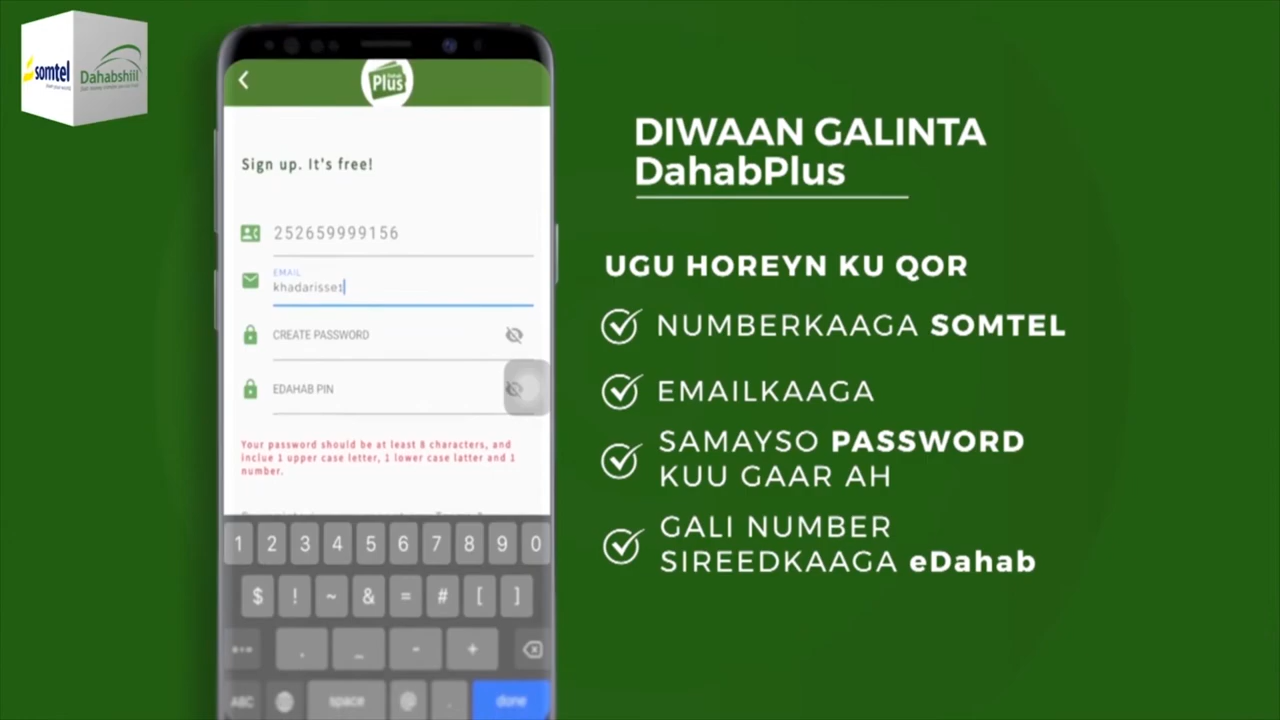 somtel
Dahabshiil
Dahab
Plus
Sign up. It's free!
252659999156
EMAIL
khadarisset
CREATE PASSWORD
EDAHAB PIN
Your password should be at least 8 characters, and
inclue 1 upper case letter, 1 lower case latter and 1
number.
1 2 3 4 5 6 7 8 9 0
$ ! ~ & = # [ ]
. _ - +
ABC space @ . done
DIWAAN GALINTA
DahabPlus
UGU HOREYN KU QOR
NUMBERKAAGA SOMTEL
EMAILKAAGA
SAMAYSO PASSWORD
KUU GAAR AH
GALI NUMBER
SIREEDKAAGA eDahab